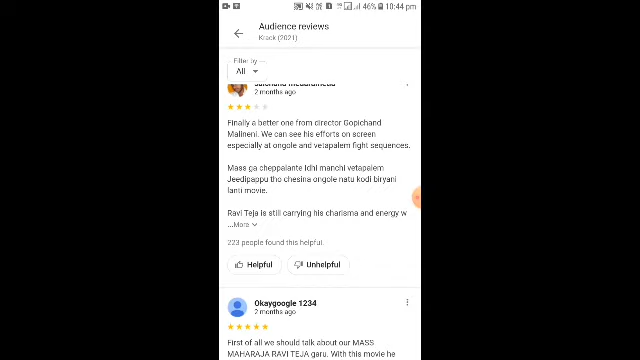 46% 10:44 pm
Audience reviews
Krack (2021)
Filter by
All
2 months ago
Finally a better one from director Gopichand
Malineni. We can see his efforts on screen
especially at ongole and vetapalem fight sequences.
Mass ga cheppalante Idhi manchi vetapalem
Jeedipappu tho chesina ongole natu kodi biryani
lanti movie.
Ravi Teja is still carrying his charisma and energy w
...More
223 people found this helpful.
Helpful
Unhelpful
Okaygoogle 1234
2 months ago
First of all we should talk about our MASS
MAHARAJA RAVI TEJA garu. With this movie he